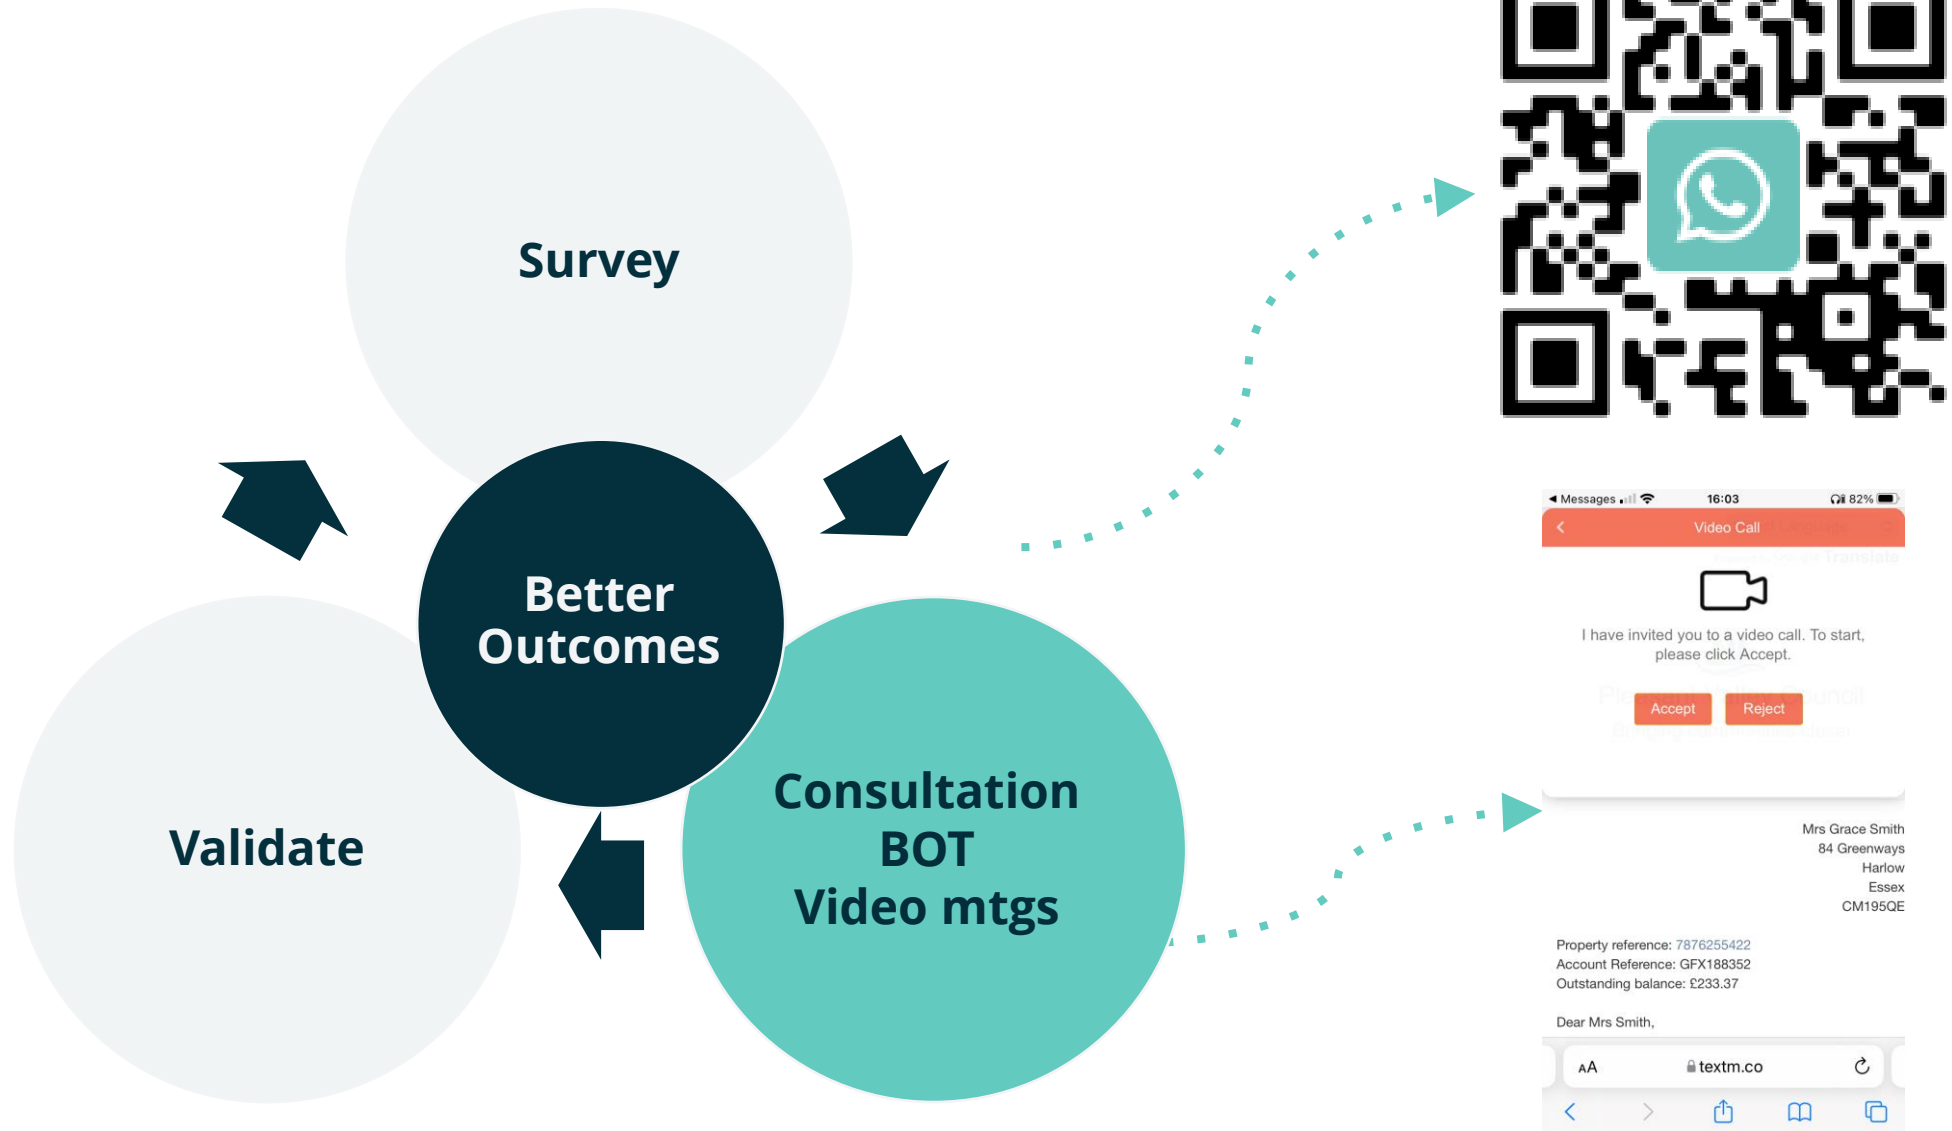 Survey
Better
Outcomes
Validate
Consultation
BOT
Video mtgs
Messages
16:03
82%
Video Call
Translate
I have invited you to a video call. To start,
please click Accept.
Accept
Reject
Mrs Grace Smith
84 Greenways
Harlow
Essex
CM195QE
Property reference: 7876255422
Account Reference: GFX188352
Outstanding balance: £233.37
Dear Mrs Smith,
AA
textm.co